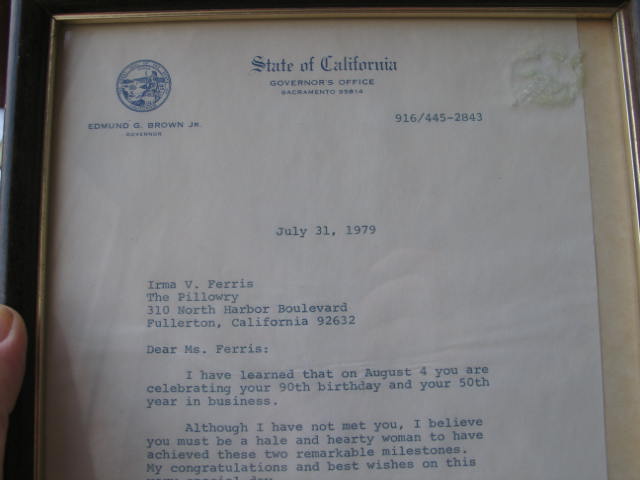 State of California
GOVERNOR'S OFFICE
SACRAMENTO 95814
EDMUND G. BROWN JR.
GOVERNOR
916/445-2843
July 31, 1979
Irma V. Ferris
The Pillowry
310 North Harbor Boulevard
Fullerton, California 92632
Dear Ms. Ferris:
I have learned that on August 4 you are
celebrating your 90th birthday and your 50th
year in business.
Although I have not met you, I believe
you must be a hale and hearty woman to have
achieved these two remarkable milestones.
My congratulations and best wishes on this
very special day